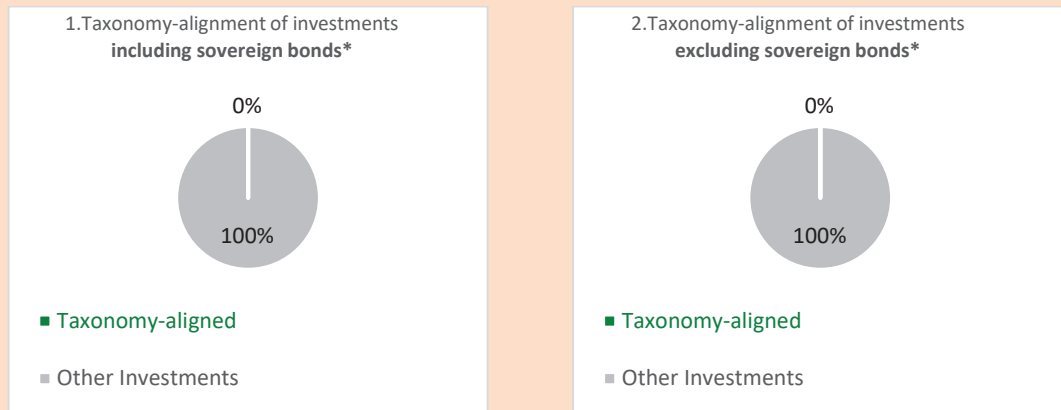 1.Taxonomy-alignment of investments
including sovereign bonds*
0%
100%
Taxonomy-aligned
Other Investments
2.Taxonomy-alignment of investments
excluding sovereign bonds*
0%
100%
Taxonomy-aligned
Other Investments